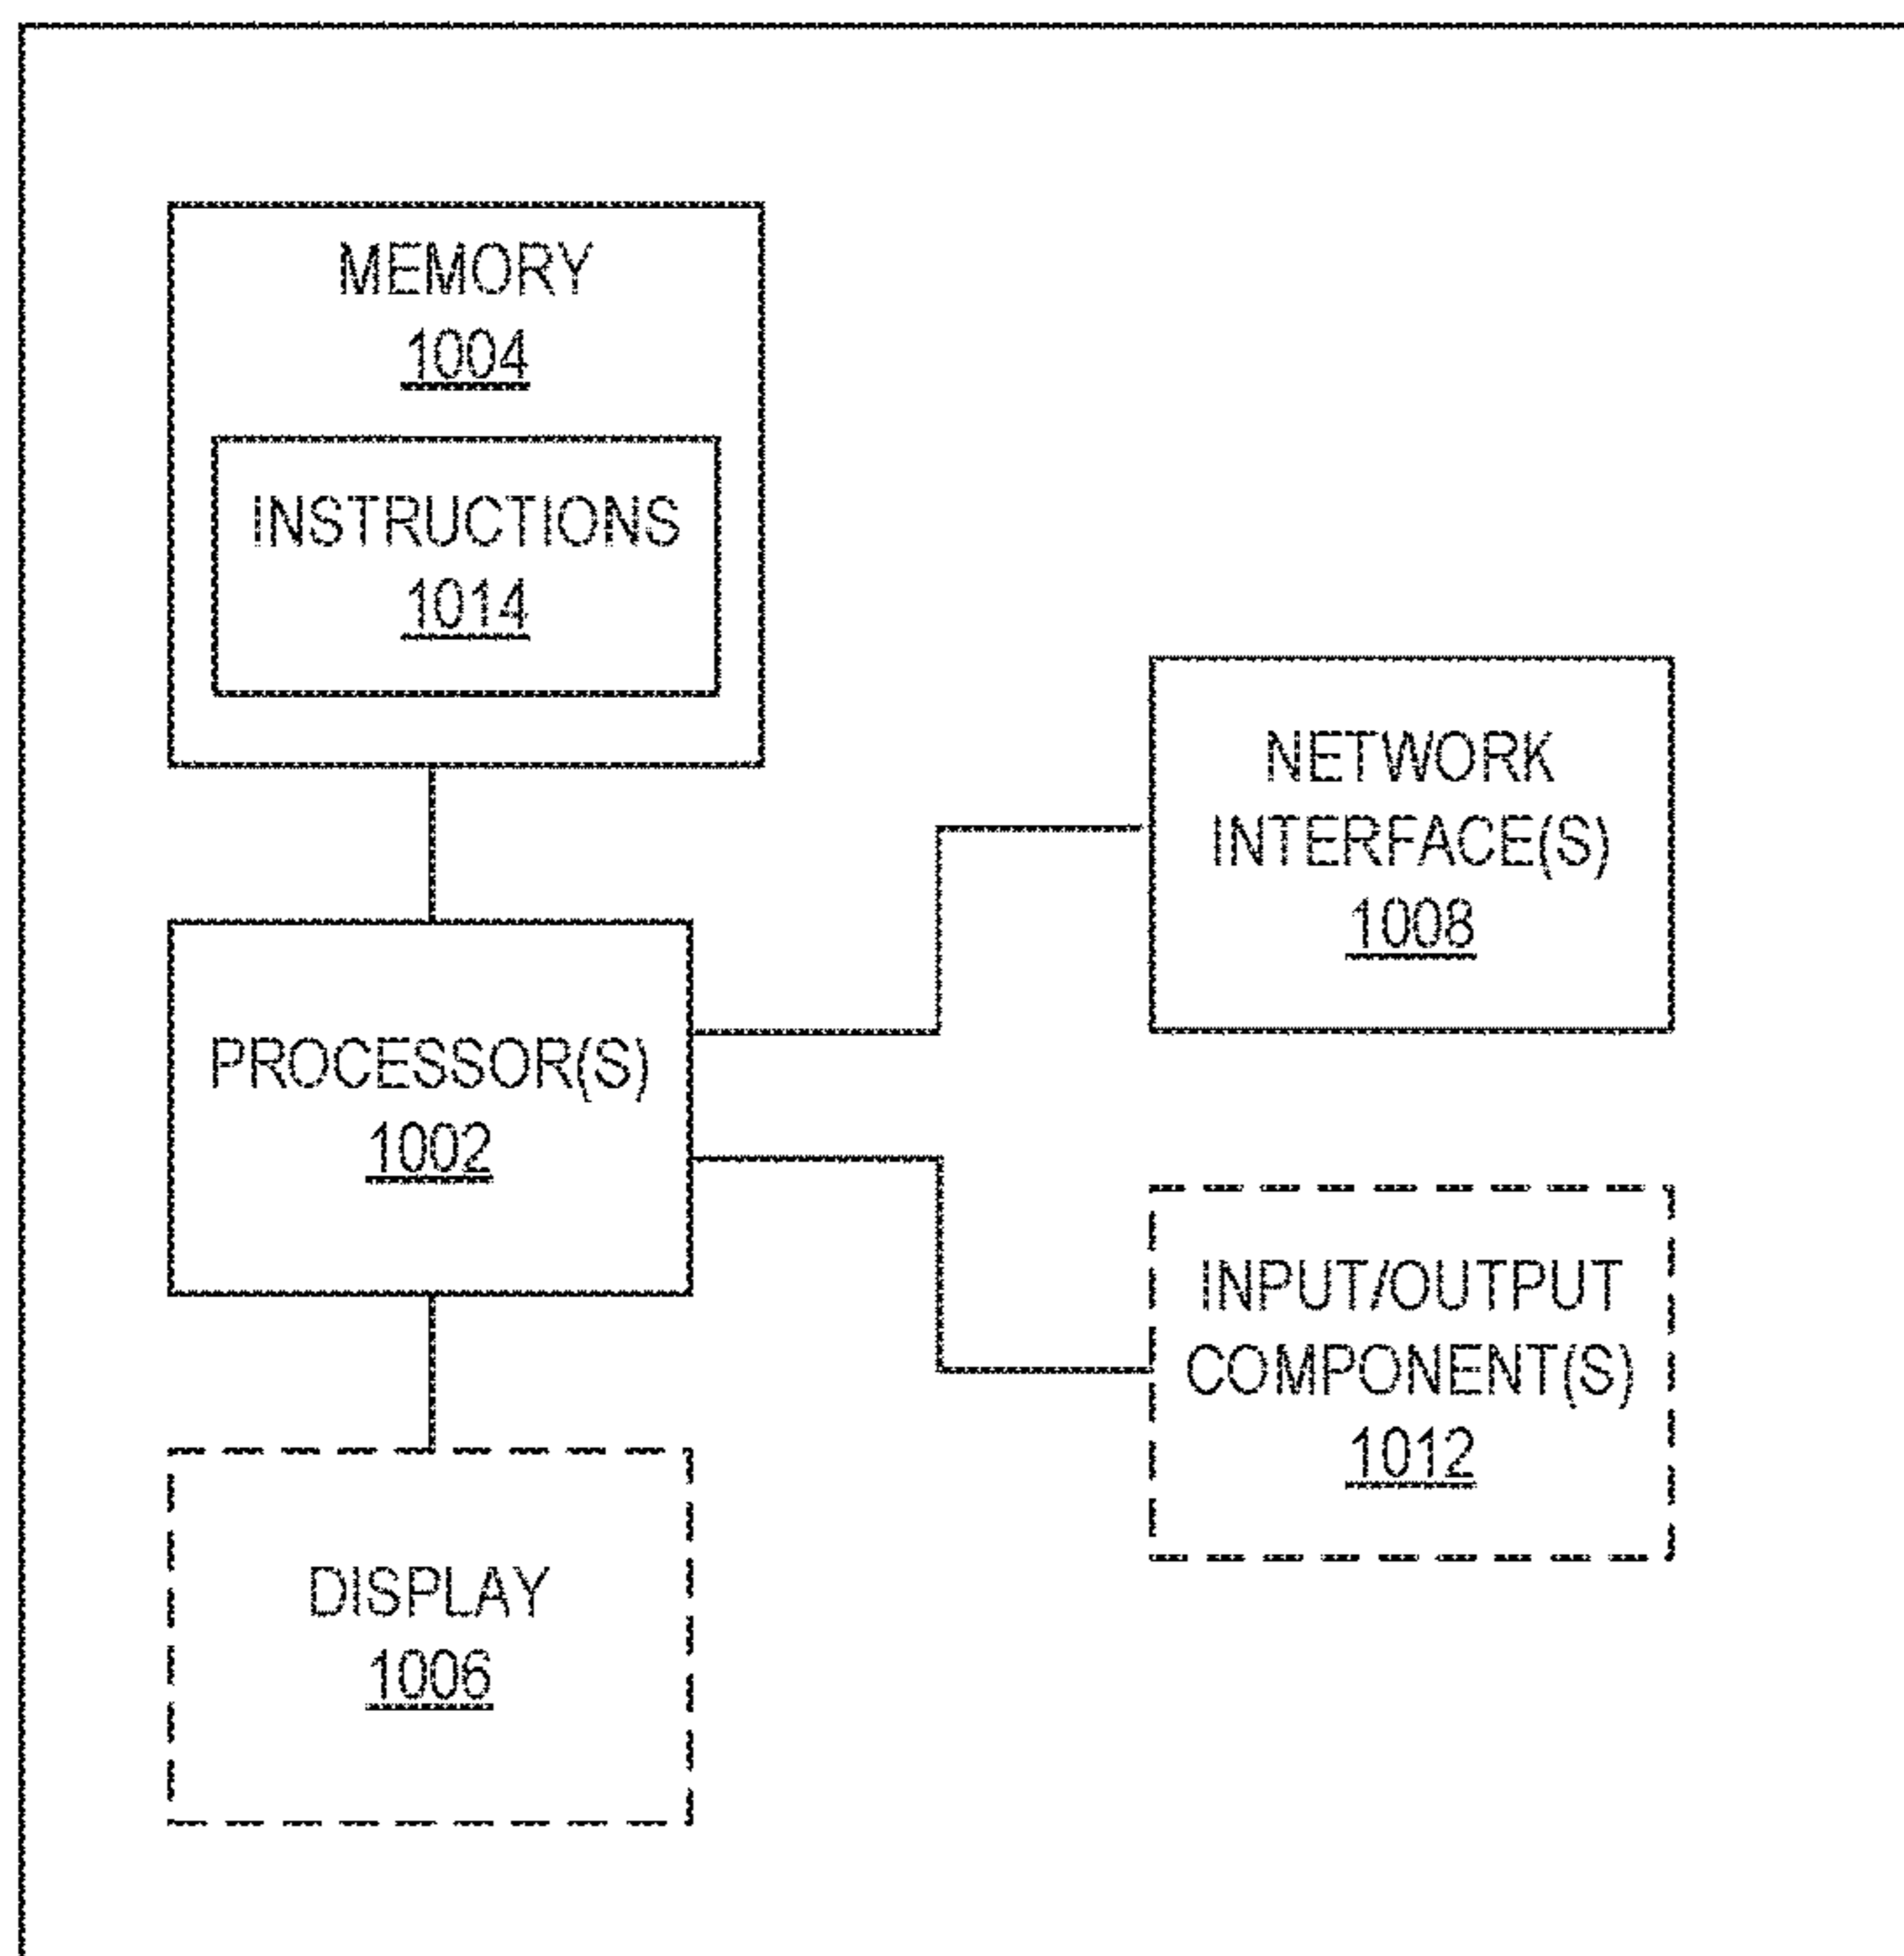 MEMORY
1004
INSTRUCTIONS
1014
NETWORK
INTERFACE(S)
1008
PROCESSOR(S)
1002
INPUT/OUTPUT
COMPONENT(S)
1012
DISPLAY
1006